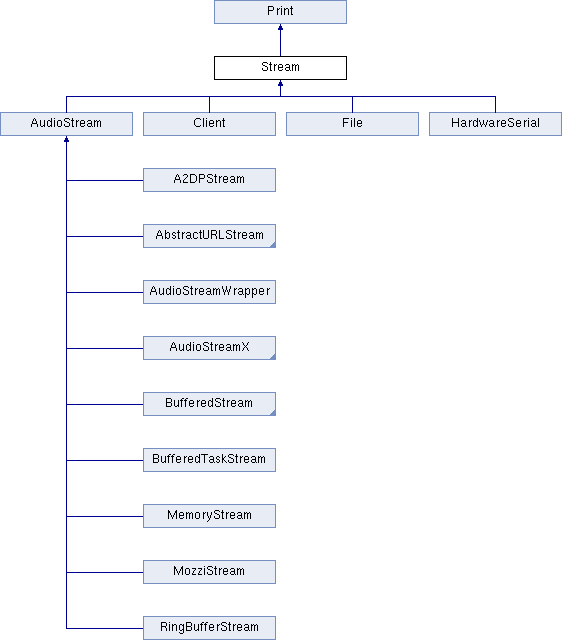 Print
Stream
AudioStream
Client
File
HardwareSerial
A2DPStream
AbstractURLStream
AudioStreamWrapper
AudioStreamX
BufferedStream
BufferedTaskStream
MemoryStream
MozziStream
RingBufferStream